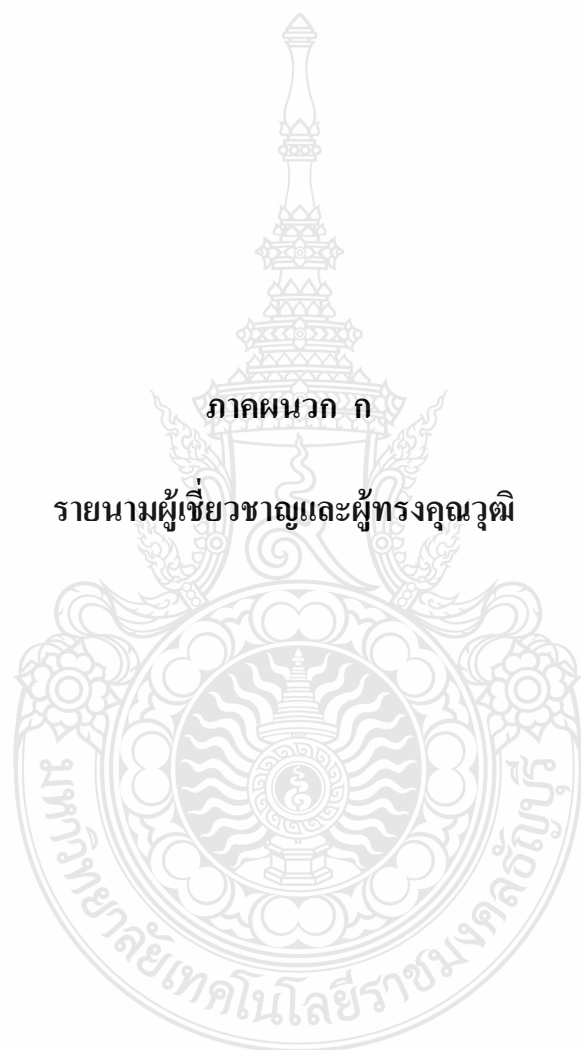 ภาคผนวก ก
รายนามผู้เชี่ยวชาญและผู้ทรงคุณวุฒิ
มหาวิทยาลัยเทคโนโลยีราชมงคลธัญบุรี